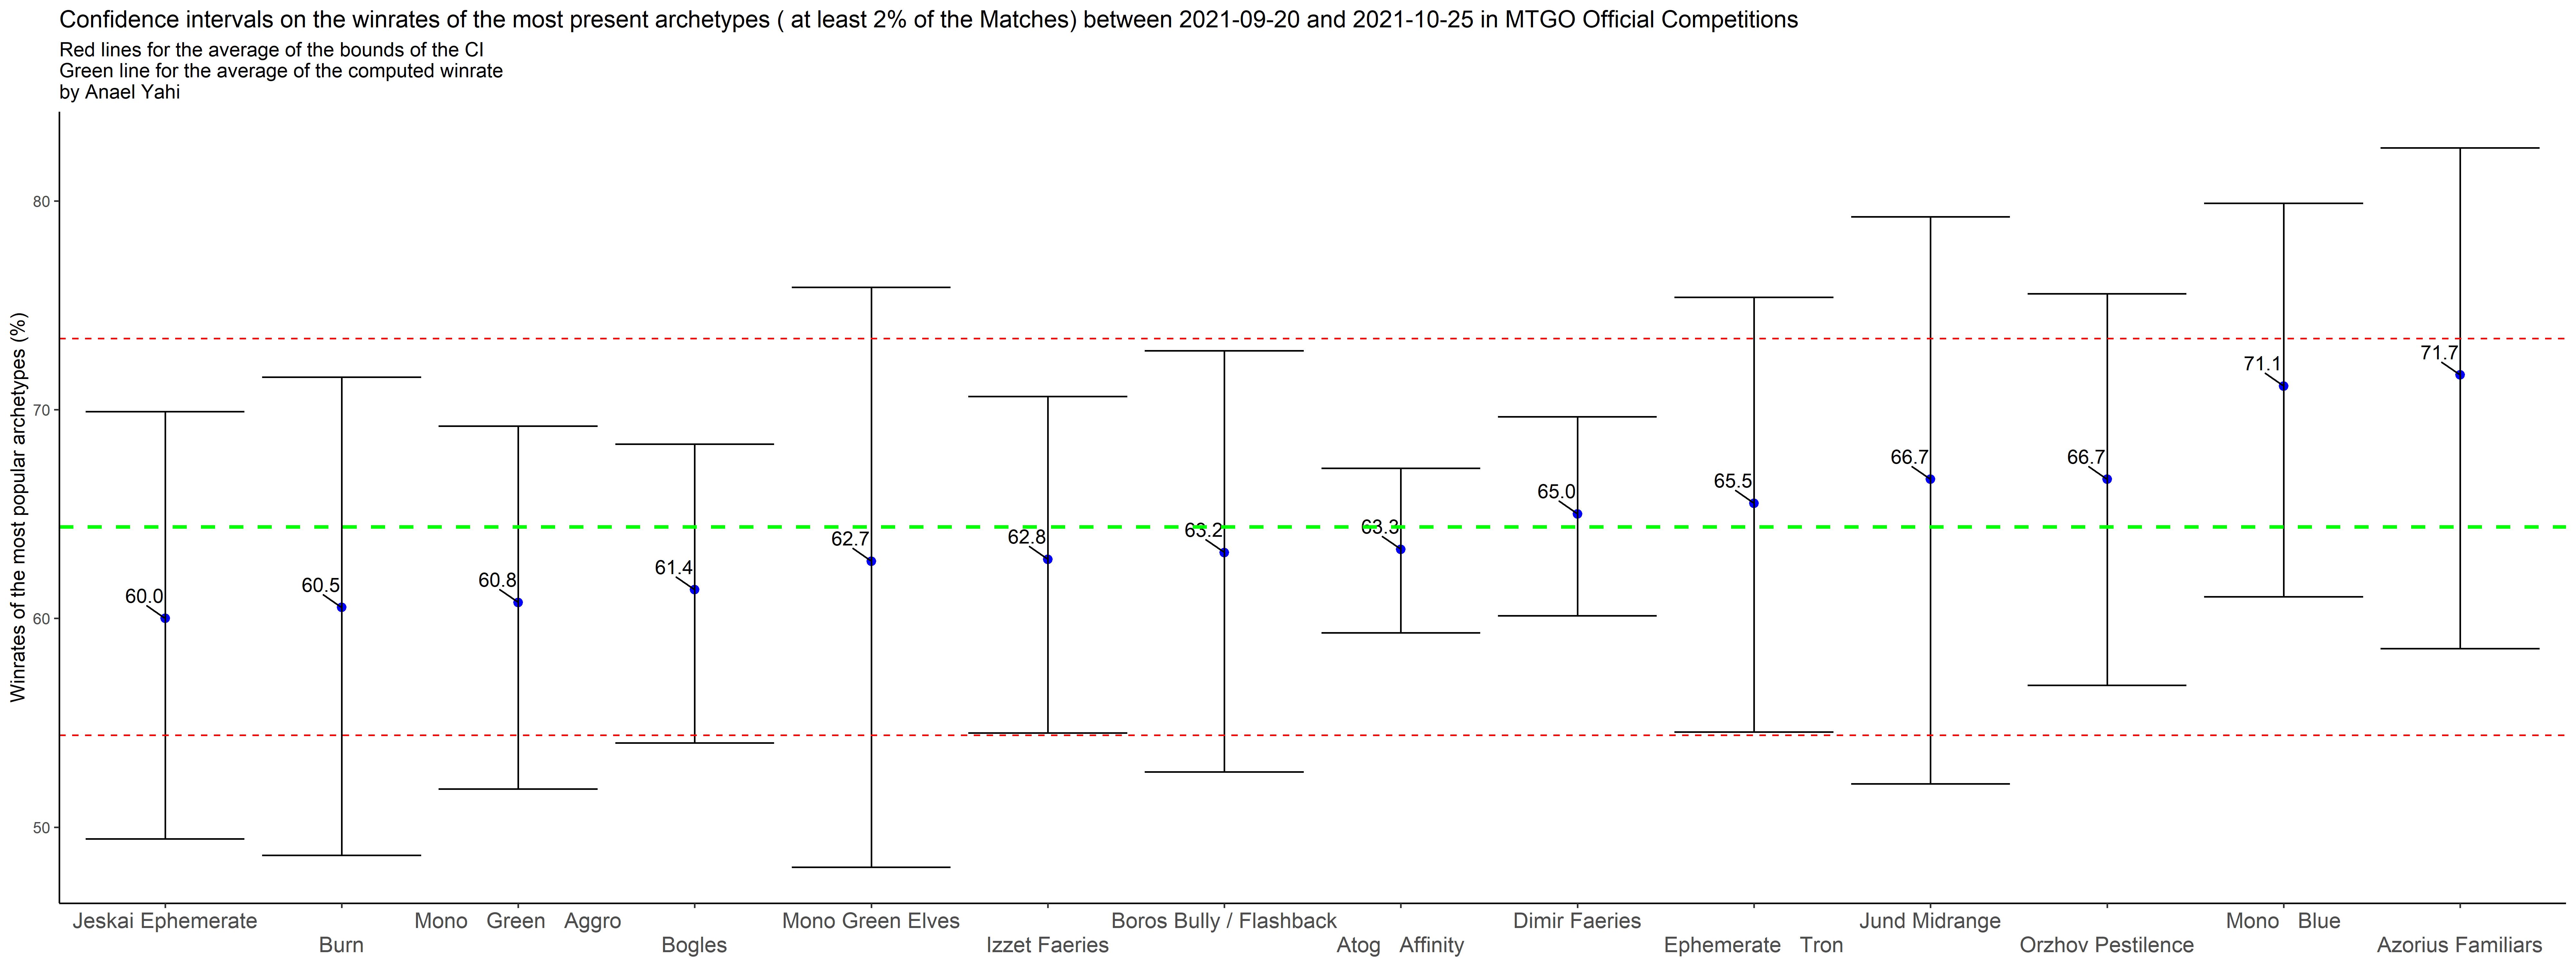 Confidence intervals on the winrates of the most present archetypes ( at least 2% of the Matches) between 2021-09-20 and 2021-10-25 in MTGO Official Competitions
Red lines for the average of the bounds of the CI
Green line for the average of the computed winrate
by Anael Yahi
Winrates of the most popular archetypes (%)
80
70
60
50
60.0
60.5
60.8
61.4
62.7
62.8
63.2
63.3
65.0
65.5
66.7
66.7
71.1
71.7
Jeskai Ephemerate
Burn
Mono Green Aggro
Bogles
Mono Green Elves
Izzet Faeries
Boros Bully / Flashback
Atog Affinity
Dimir Faeries
Ephemerate Tron
Jund Midrange
Orzhov Pestilence
Mono Blue
Azorius Familiars